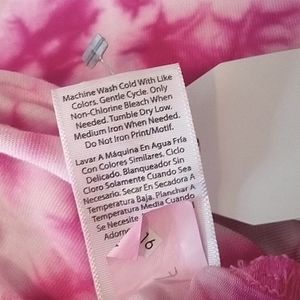 Machine Wash Cold With Like
Colors. Gentle Cycle. Only
Non-Chlorine Bleach When
Needed. Tumble Dry Low.
Medium Iron When Needed.
Do Not Iron Print/Motif.
Lavar A Máquina En Agua Fría
Con Colores Similares. Ciclo
Delicado. Blanqueador Sin
Cloro Solamente Cuando Sea
Necesario. Secar En Secadora A
Temperatura Baja. Planchar A
Temperatura Media Cuando
Se Necesite
Adorno
16